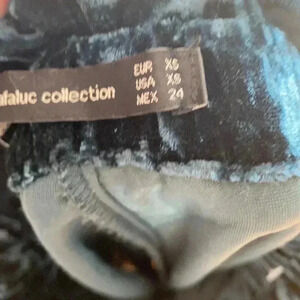 afaluc collection
EUR XS
USA XS
MEX 24